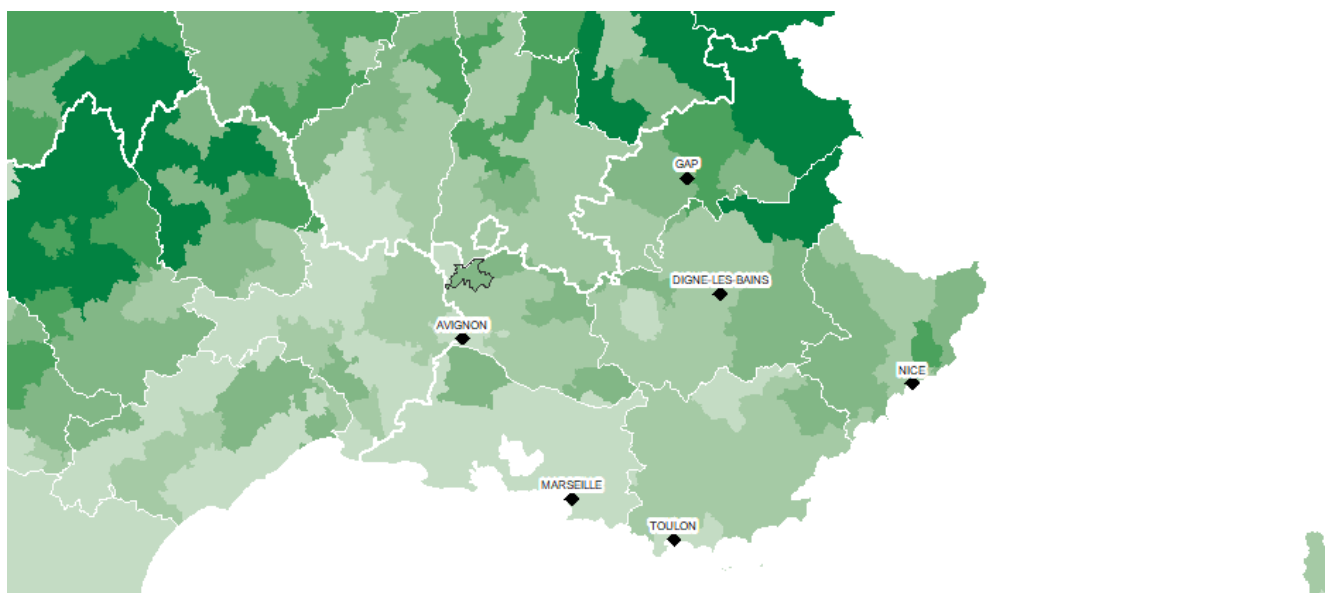 GAP
DIGNE-LES-BAINS
AVIGNON
NICE
MARSEILLE
TOULON